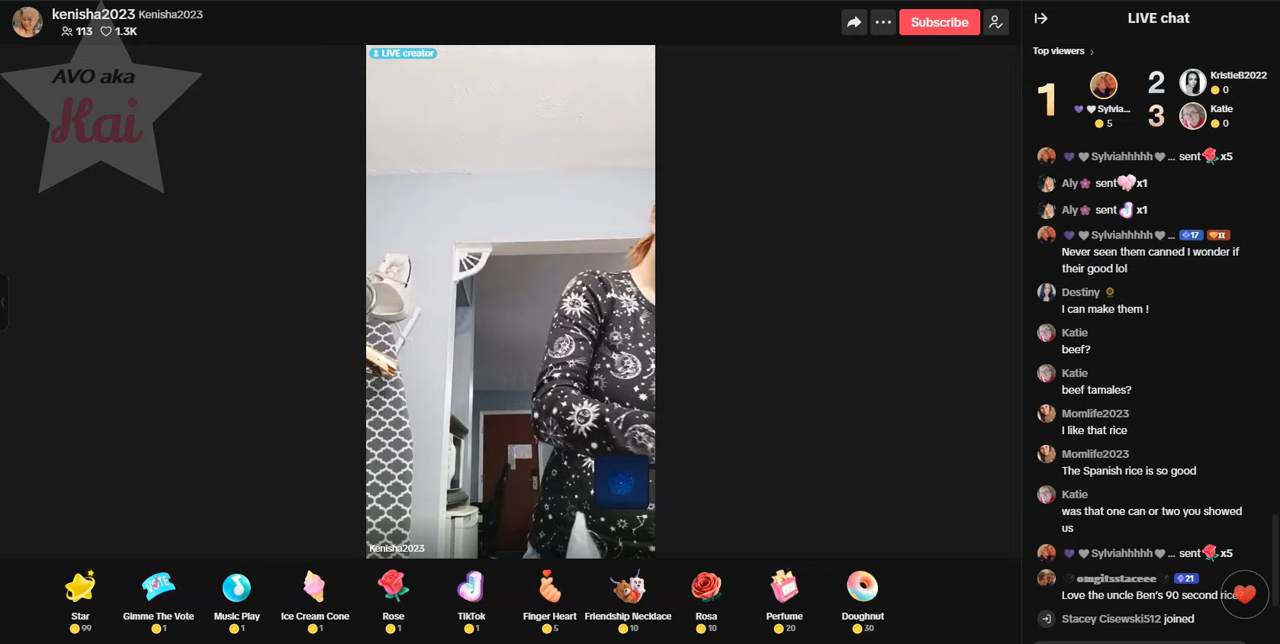 kenisha2023 Kenisha2023
113 1.3K
Subscribe
AVO aka
Kai
LIVE creator
Kenisha2023
Star
99
Gimme The Vote
1
Music Play
1
Ice Cream Cone
1
Rose
1
TikTok
1
Finger Heart
5
Friendship Necklace
10
Rosa
10
Perfume
20
Doughnut
30
LIVE chat
Top viewers
1
Sylvia...
5
2
KristieB2022
0
3
Katie
0
Sylviahhhhh ... sent x5
Aly sent x1
Aly sent x1
Sylviahhhhh ... 17 II
Never seen them canned I wonder if
their good lol
Destiny
I can make them !
Katie
beef?
Katie
beef tamales?
Momlife2023
I like that rice
Momlife2023
The Spanish rice is so good
Katie
was that one can or two you showed
us
Sylviahhhhh ... sent x5
omgitsstaceee 21
Love the uncle Ben's 90 second rice
Stacey Cisewski512 joined